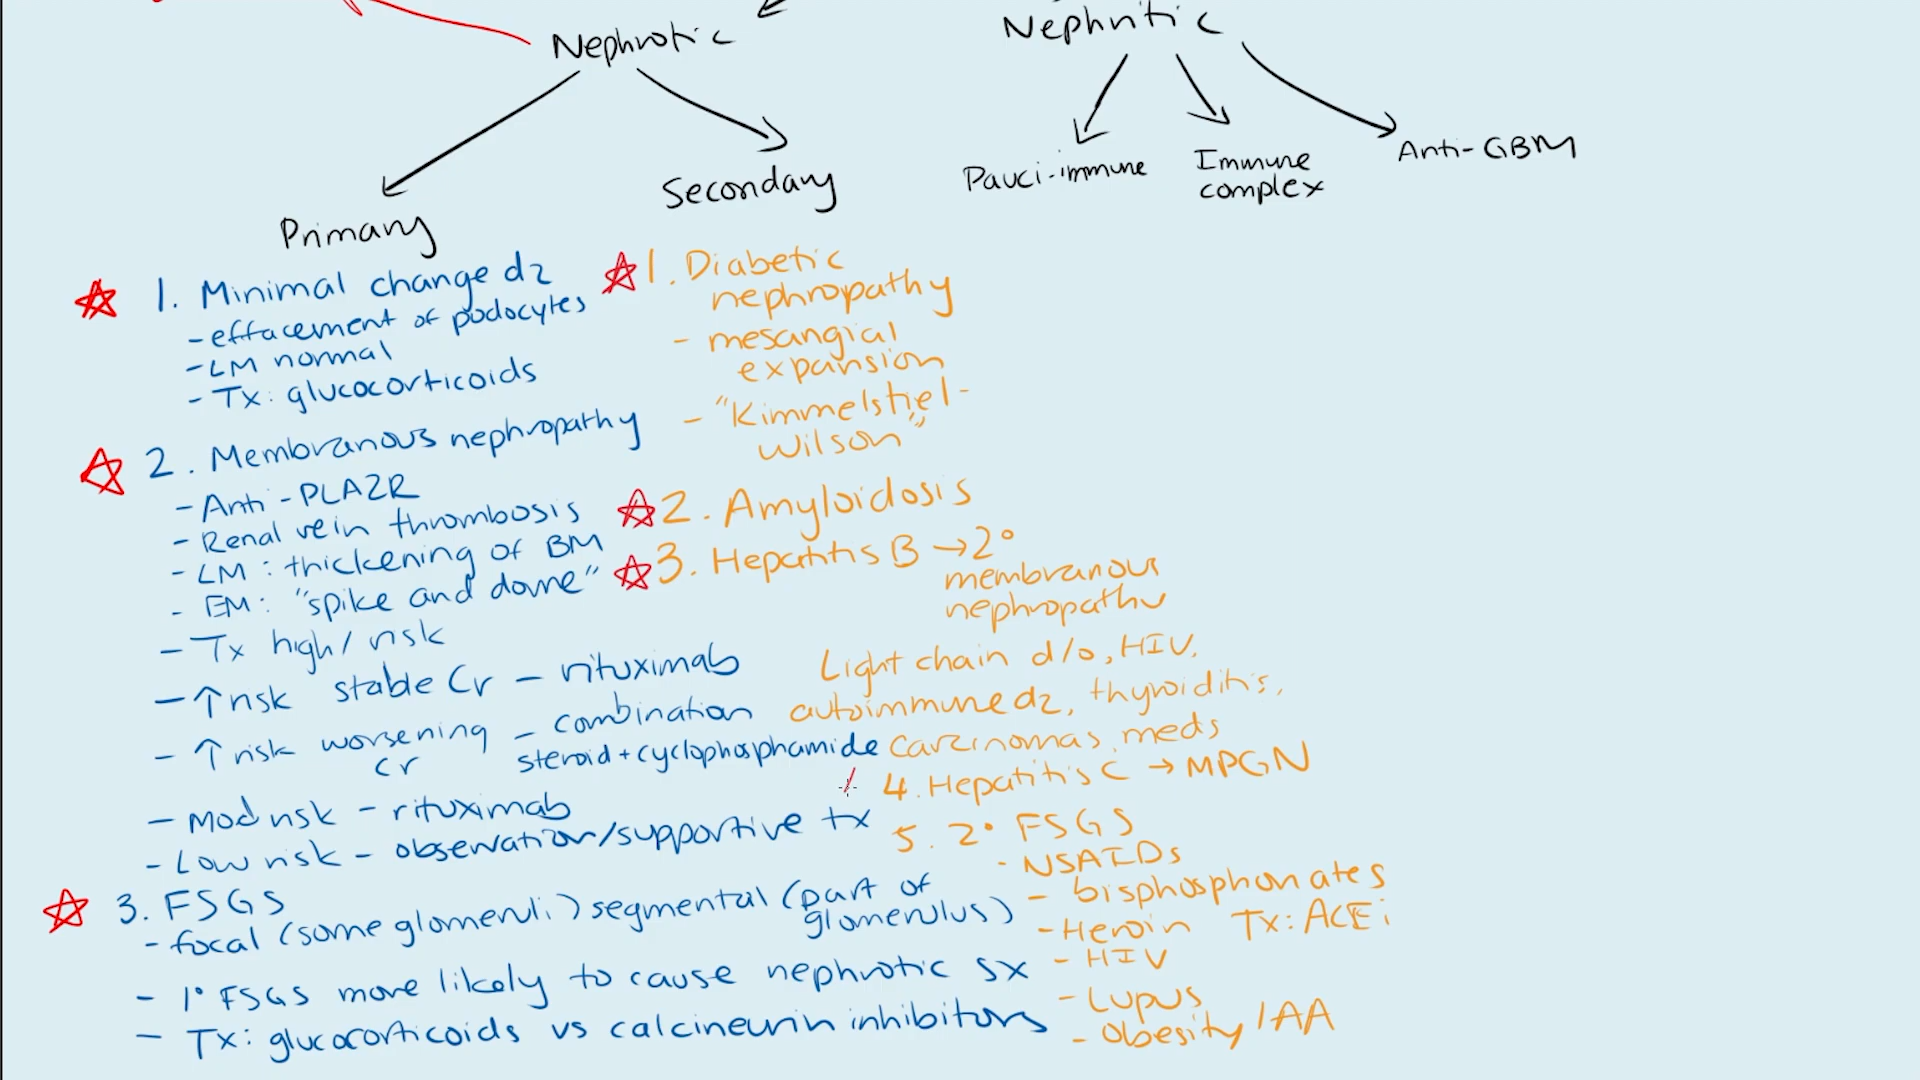 Nephrotic
Nephritic
Primary
Secondary
Pauci-immune
Immune
complex
Anti-GBM
1. Minimal change dz
- effacement of podocytes
- LM normal
- Tx: glucocorticoids
2. Membranous nephropathy
- Anti-PLA2R
- Renal vein thrombosis
- LM: thickening of BM
- EM: "spike and dome"
- Tx high/risk
- ↑risk stable Cr - rituximab
- ↑risk worsening Cr - combination
steroid + cyclophosphamide
- Mod risk - rituximab
- Low risk - observation/supportive tx
3. FSGS
- focal (some glomeruli) segmental (part of
glomerulus)
- 1° FSGS more likely to cause nephrotic sx
- Tx: glucocorticoids vs calcineurin inhibitors
1. Diabetic
nephropathy
- mesangial
expansion
- "Kimmelstiel-
Wilson"
2. Amyloidosis
3. Hepatitis B → 2°
membranous
nephropathy
Light chain d/o, HIV,
autoimmune dz, thyroiditis,
carcinomas, meds
4. Hepatitis C → MPGN
5. 2° FSGS
- NSAIDs
- bisphosphonates
- Heroin Tx: ACEi
- HIV
- Lupus
- Obesity/AA